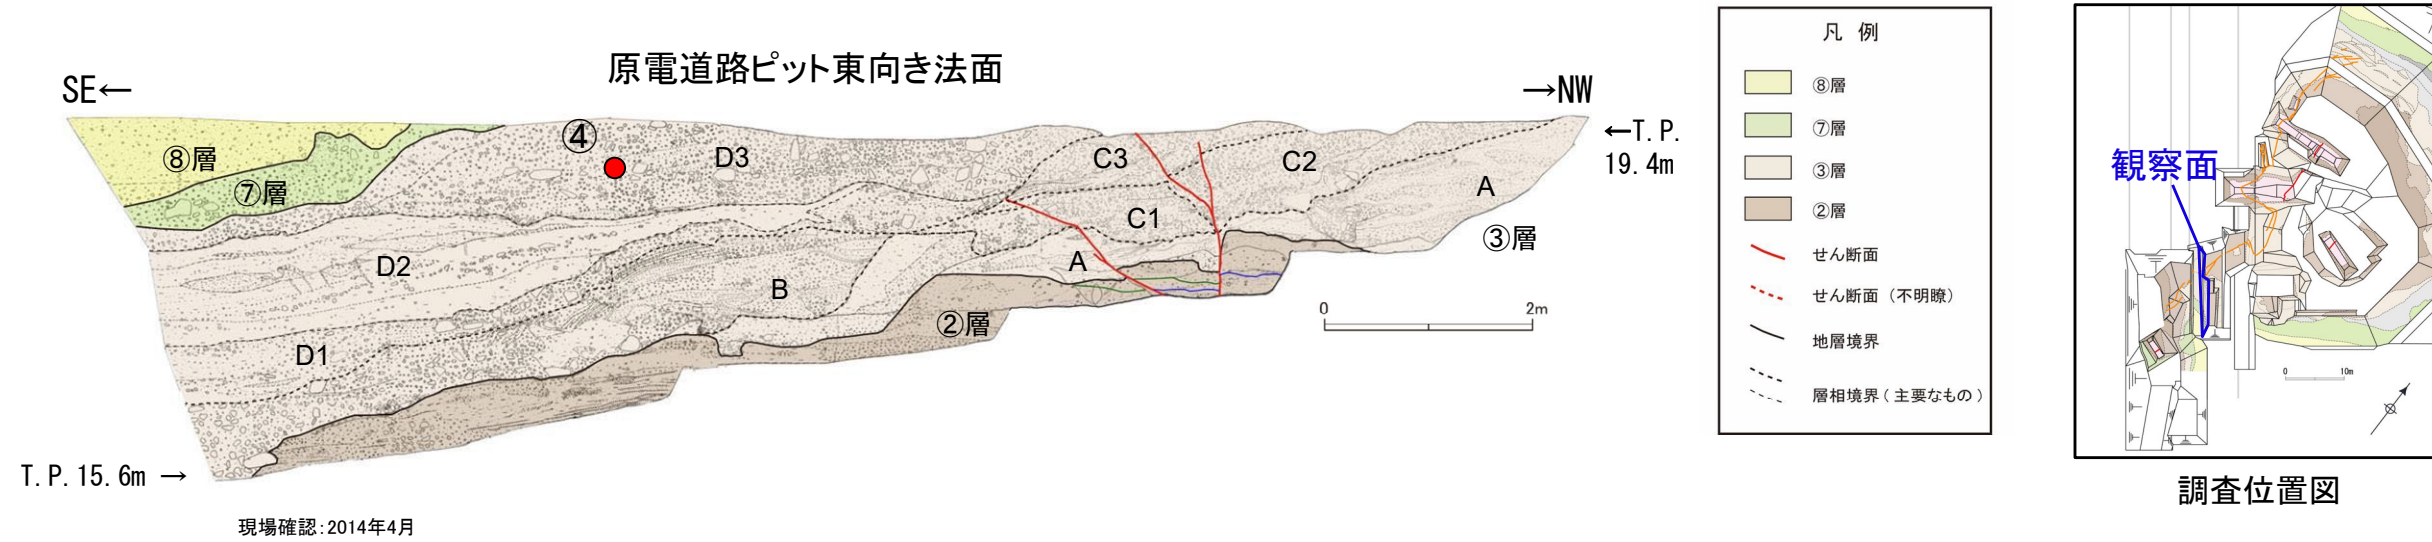 原電道路ピット東向き法面
SE←
→NW
←T.P.
19.4m
⑧層
⑦層
④
D3
C3
C2
A
C1
③層
D2
A
B
②層
D1
0 2m
T.P.15.6m →
現場確認:2014年4月
凡 例
⑧層
⑦層
③層
②層
せん断面
せん断面（不明瞭）
地層境界
層相境界（主要なもの）
観察面
0 10m
調査位置図